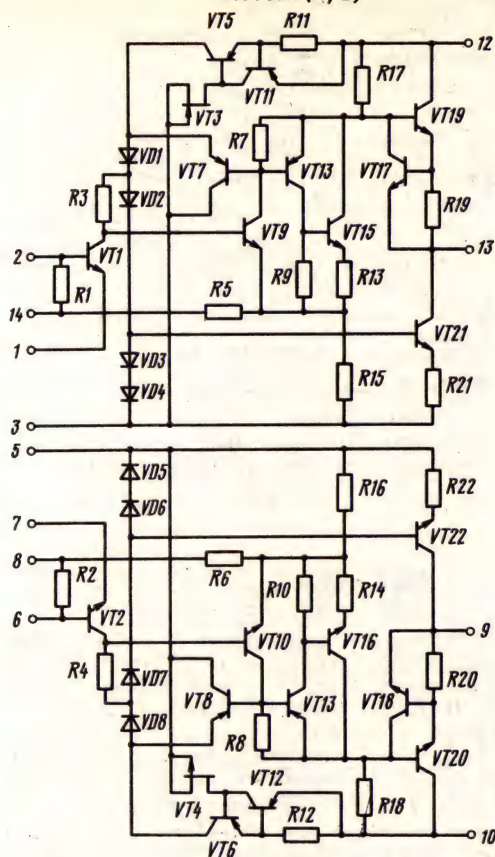 VT5
R11
12
R17
VT11
VT3
VT19
VD1
R7
VT7
VT13
VT17
R3
VD2
R19
VT9
VT15
2
VT1
13
R1
R9
R13
14
R5
1
VT21
VD3
R15
R21
VD4
3
5
VD5
R16
R22
7
VD6
VT22
8
R2
R6
R10
R14
6
VT2
VT10
VT16
9
R4
VD7
R20
VT8
VT13
VT18
VD8
R8
VT20
VT12
R18
VT4
R12
10
VT6